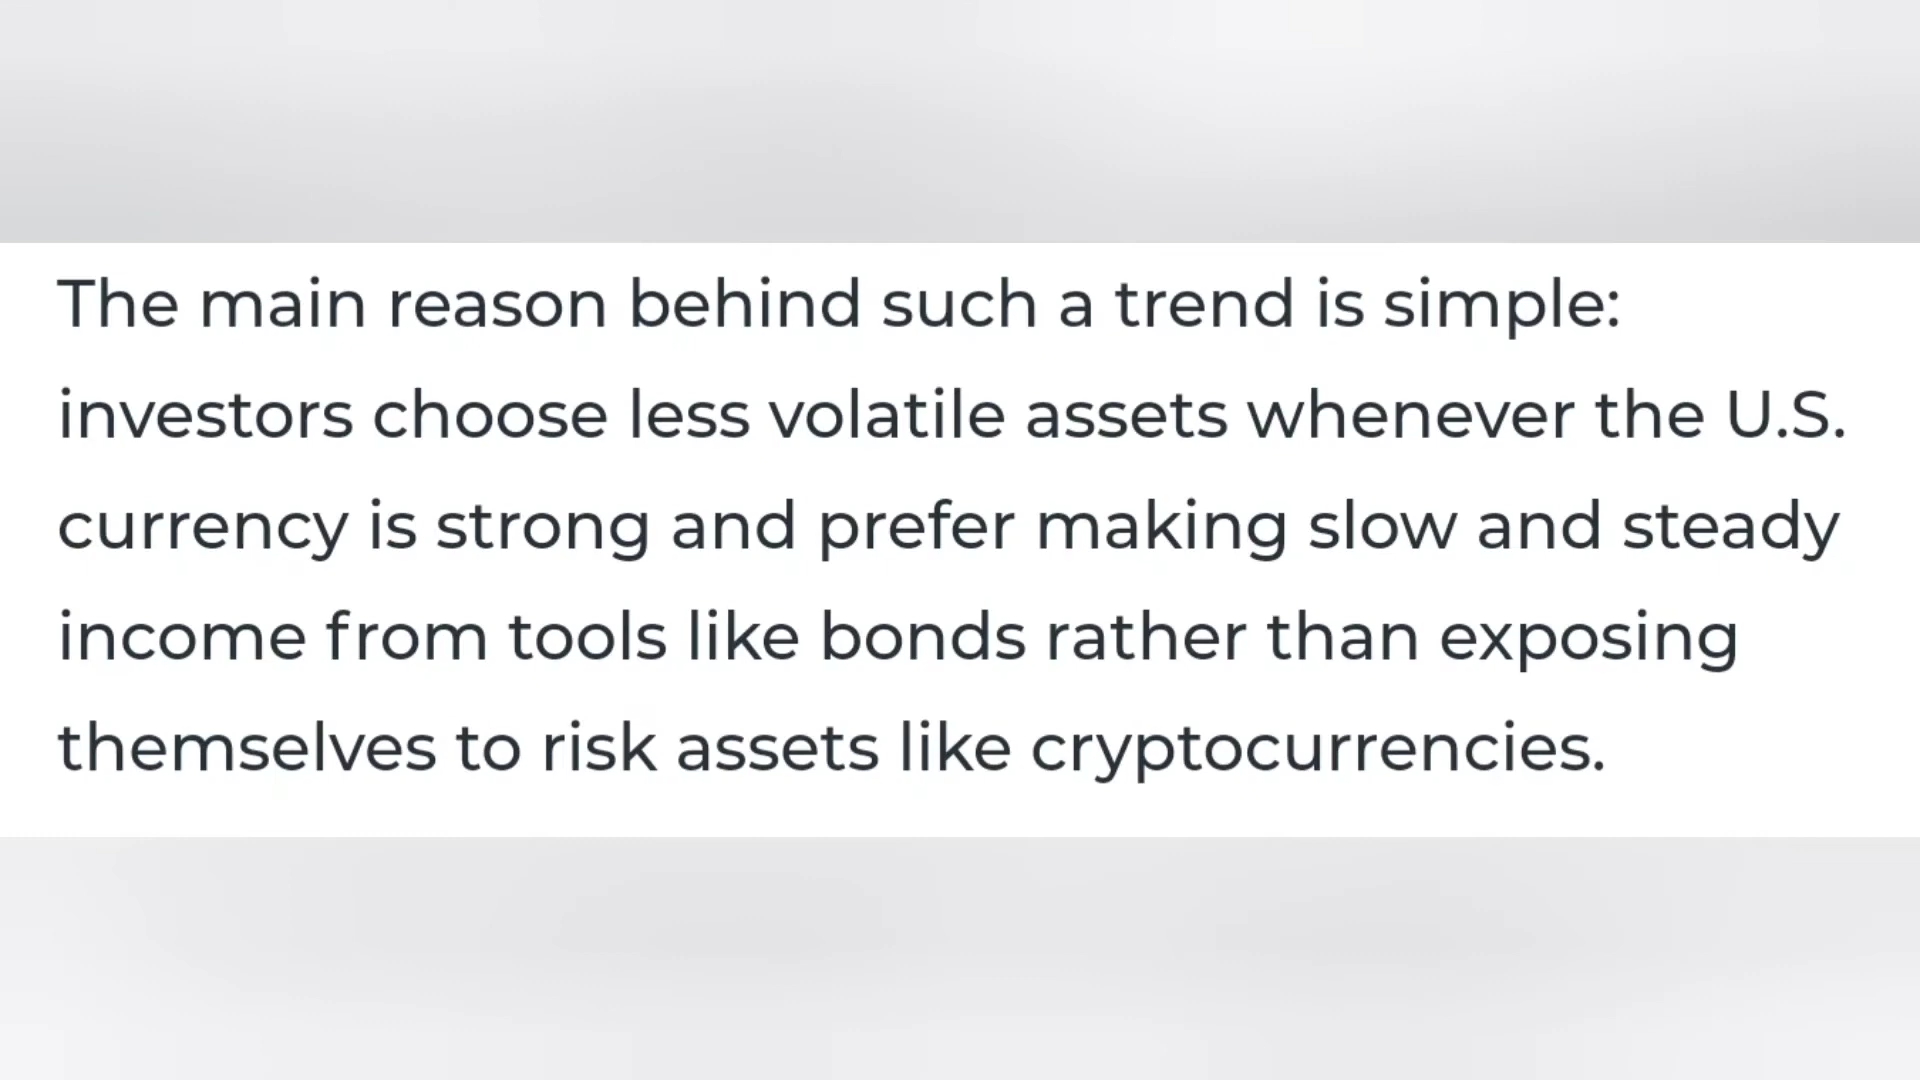 The main reason behind such a trend is simple:
investors choose less volatile assets whenever the U.S.
currency is strong and prefer making slow and steady
income from tools like bonds rather than exposing
themselves to risk assets like cryptocurrencies.